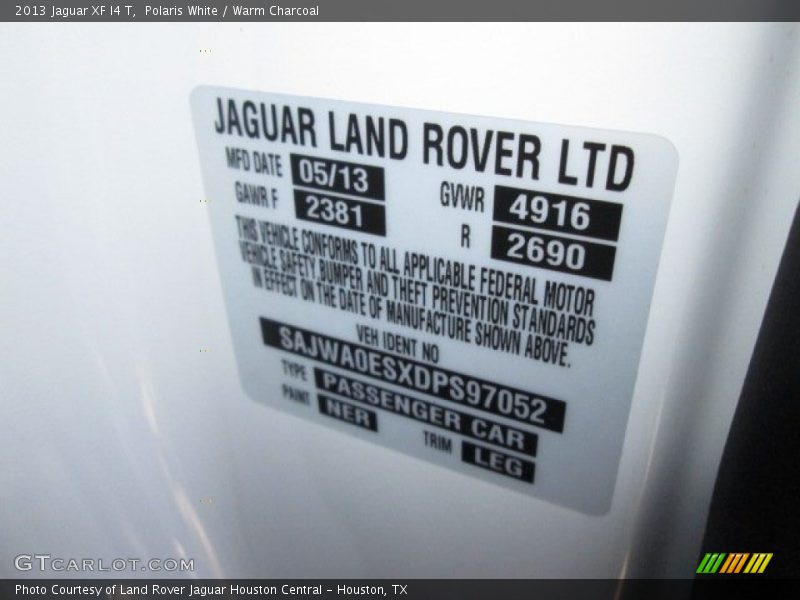 2013 Jaguar XF I4 T, Polaris White / Warm Charcoal
JAGUAR LAND ROVER LTD
MFD DATE 05/13
GAWR F 2381
GVWR 4916
R 2690
THIS VEHICLE CONFORMS TO ALL APPLICABLE FEDERAL MOTOR
VEHICLE SAFETY BUMPER AND THEFT PREVENTION STANDARDS
IN EFFECT ON THE DATE OF MANUFACTURE SHOWN ABOVE.
VEH IDENT NO
SAJWA0ESXDPS97052
TYPE PASSENGER CAR
PAINT NER TRIM LEG
GTCARLOT.COM
Photo Courtesy of Land Rover Jaguar Houston Central - Houston, TX